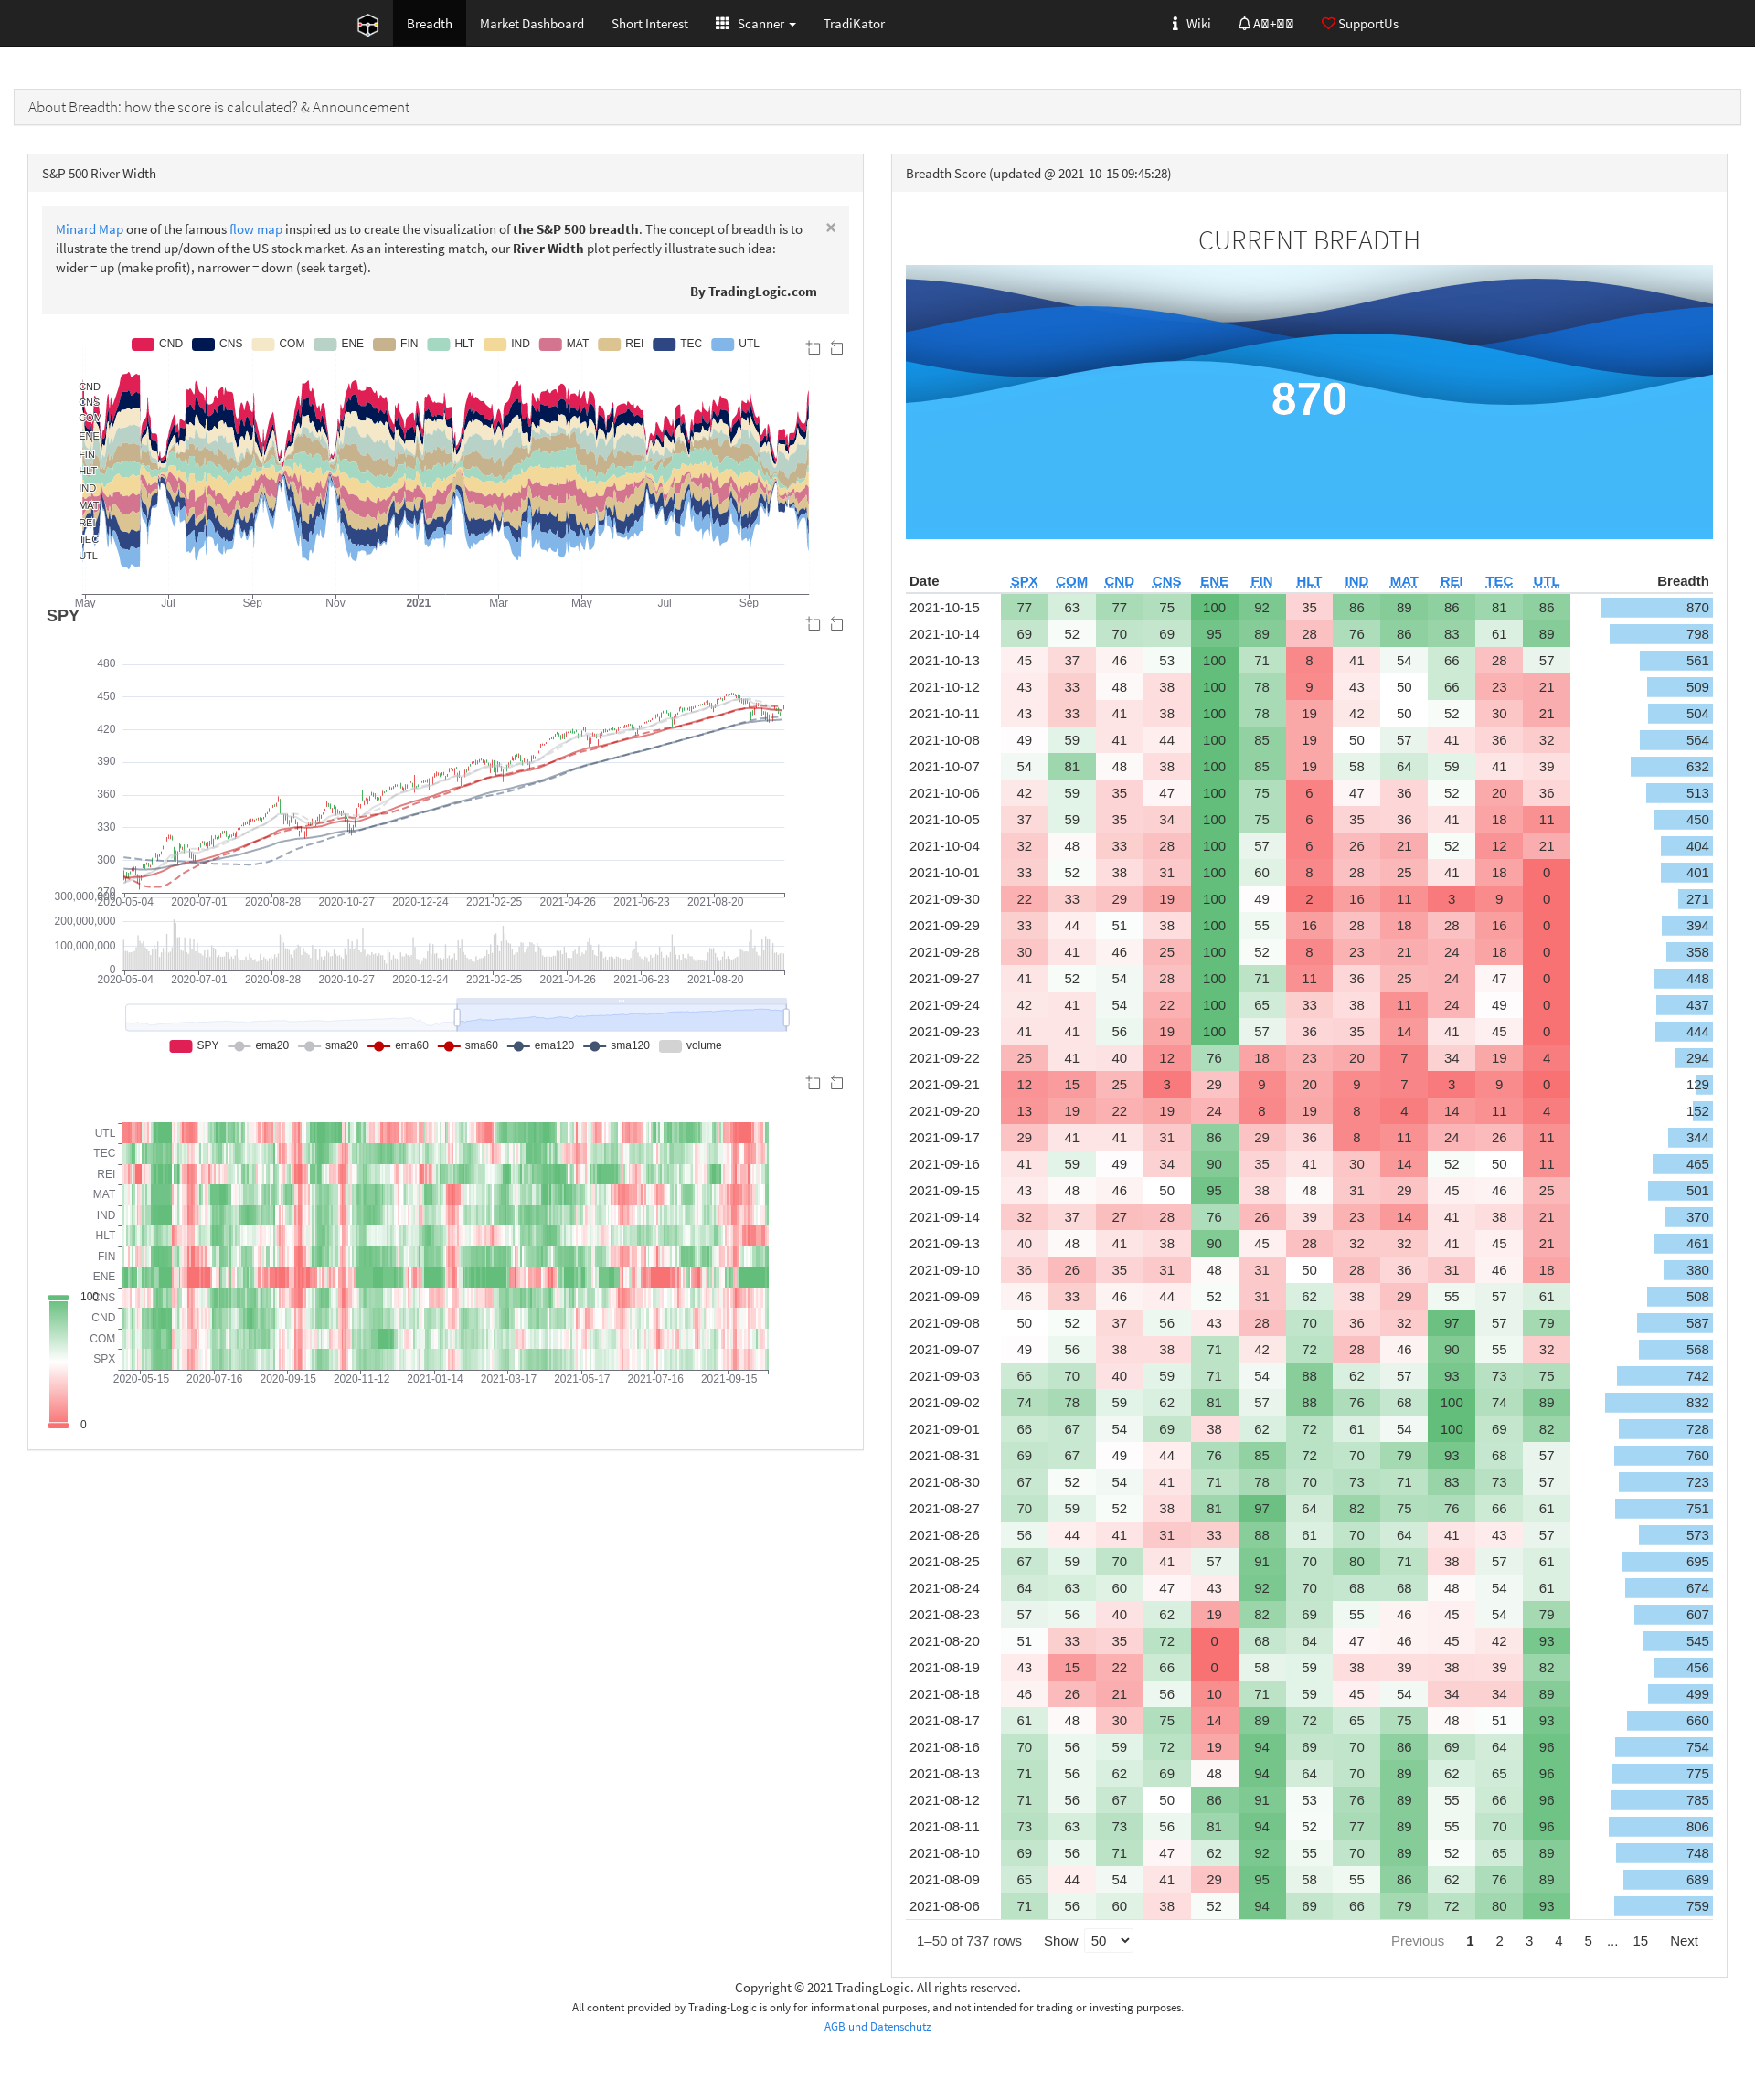 Breadth Market Dashboard Short Interest Scanner TradiKator Wiki SupportUs
About Breadth: how the score is calculated? & Announcement
S&P 500 River Width
Minard Map one of the famous flow map inspired us to create the visualization of the S&P 500 breadth. The concept of breadth is to
illustrate the trend up/down of the US stock market. As an interesting match, our River Width plot perfectly illustrate such idea:
wider = up (make profit), narrower = down (seek target).
By TradingLogic.com
×
CND CNS COM ENE FIN HLT IND MAT REI TEC UTL
CND
CNS
COM
ENE
FIN
HLT
IND
MAT
REI
TEC
UTL
May Jul Sep Nov 2021 Mar May Jul Sep
SPY
480
450
420
390
360
330
300
270
2020-05-04 2020-07-01 2020-08-28 2020-10-27 2020-12-24 2021-02-25 2021-04-26 2021-06-23 2021-08-20
300,000,000
200,000,000
100,000,000
0
2020-05-04 2020-07-01 2020-08-28 2020-10-27 2020-12-24 2021-02-25 2021-04-26 2021-06-23 2021-08-20
SPY ema20 sma20 ema60 sma60 ema120 sma120 volume
UTL
TEC
REI
MAT
IND
HLT
FIN
ENE
CNS
CND
COM
SPX
2020-05-15 2020-07-16 2020-09-15 2020-11-12 2021-01-14 2021-03-17 2021-05-17 2021-07-16 2021-09-15
100
0
Breadth Score (updated @ 2021-10-15 09:45:28)
CURRENT BREADTH
870
Date SPX COM CND CNS ENE FIN HLT IND MAT REI TEC UTL Breadth
2021-10-15 77 63 77 75 100 92 35 86 89 86 81 86 870
2021-10-14 69 52 70 69 95 89 28 76 86 83 61 89 798
2021-10-13 45 37 46 53 100 71 8 41 54 66 28 57 561
2021-10-12 43 33 48 38 100 78 9 43 50 66 23 21 509
2021-10-11 43 33 41 38 100 78 19 42 50 52 30 21 504
2021-10-08 49 59 41 44 100 85 19 50 57 41 36 32 564
2021-10-07 54 81 48 38 100 85 19 58 64 59 41 39 632
2021-10-06 42 59 35 47 100 75 6 47 36 52 20 36 513
2021-10-05 37 59 35 34 100 75 6 35 36 41 18 11 450
2021-10-04 32 48 33 28 100 57 6 26 21 52 12 21 404
2021-10-01 33 52 38 31 100 60 8 28 25 41 18 0 401
2021-09-30 22 33 29 19 100 49 2 16 11 3 9 0 271
2021-09-29 33 44 51 38 100 55 16 28 18 28 16 0 394
2021-09-28 30 41 46 25 100 52 8 23 21 24 18 0 358
2021-09-27 41 52 54 28 100 71 11 36 25 24 47 0 448
2021-09-24 42 41 54 22 100 65 33 38 11 24 49 0 437
2021-09-23 41 41 56 19 100 57 36 35 14 41 45 0 444
2021-09-22 25 41 40 12 76 18 23 20 7 34 19 4 294
2021-09-21 12 15 25 3 29 9 20 9 7 3 9 0 129
2021-09-20 13 19 22 19 24 8 19 8 4 14 11 4 152
2021-09-17 29 41 41 31 86 29 36 8 11 24 26 11 344
2021-09-16 41 59 49 34 90 35 41 30 14 52 50 11 465
2021-09-15 43 48 46 50 95 38 48 31 29 45 46 25 501
2021-09-14 32 37 27 28 76 26 39 23 14 41 38 21 370
2021-09-13 40 48 41 38 90 45 28 32 32 41 45 21 461
2021-09-10 36 26 35 31 48 31 50 28 36 31 46 18 380
2021-09-09 46 33 46 44 52 31 62 38 29 55 57 61 508
2021-09-08 50 52 37 56 43 28 70 36 32 97 57 79 587
2021-09-07 49 56 38 38 71 42 72 28 46 90 55 32 568
2021-09-03 66 70 40 59 71 54 88 62 57 93 73 75 742
2021-09-02 74 78 59 62 81 57 88 76 68 100 74 89 832
2021-09-01 66 67 54 69 38 62 72 61 54 100 69 82 728
2021-08-31 69 67 49 44 76 85 72 70 79 93 68 57 760
2021-08-30 67 52 54 41 71 78 70 73 71 83 73 57 723
2021-08-27 70 59 52 38 81 97 64 82 75 76 66 61 751
2021-08-26 56 44 41 31 33 88 61 70 64 41 43 57 573
2021-08-25 67 59 70 41 57 91 70 80 71 38 57 61 695
2021-08-24 64 63 60 47 43 92 70 68 68 48 54 61 674
2021-08-23 57 56 40 62 19 82 69 55 46 45 54 79 607
2021-08-20 51 33 35 72 0 68 64 47 46 45 42 93 545
2021-08-19 43 15 22 66 0 58 59 38 39 38 39 82 456
2021-08-18 46 26 21 56 10 71 59 45 54 34 34 89 499
2021-08-17 61 48 30 75 14 89 72 65 75 48 51 93 660
2021-08-16 70 56 59 72 19 94 69 70 86 69 64 96 754
2021-08-13 71 56 62 69 48 94 64 70 89 62 65 96 775
2021-08-12 71 56 67 50 86 91 53 76 89 55 66 96 785
2021-08-11 73 63 73 56 81 94 52 77 89 55 70 96 806
2021-08-10 69 56 71 47 62 92 55 70 89 52 65 89 748
2021-08-09 65 44 54 41 29 95 58 55 86 62 76 89 689
2021-08-06 71 56 60 38 52 94 69 66 79 72 80 93 759
1–50 of 737 rows Show 50 Previous 1 2 3 4 5 ... 15 Next
Copyright © 2021 TradingLogic. All rights reserved.
All content provided by Trading-Logic is only for informational purposes, and not intended for trading or investing purposes.
AGB und Datenschutz